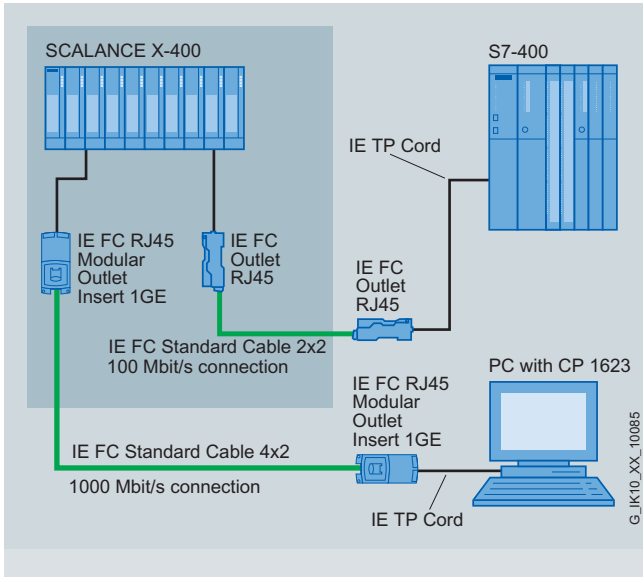 SCALANCE X-400
S7-400
IE TP Cord
IE FC RJ45
Modular
Outlet
Insert 1GE
IE FC
Outlet
RJ45
IE FC
Outlet
RJ45
IE FC Standard Cable 2x2
100 Mbit/s connection
PC with CP 1623
IE FC RJ45
Modular
Outlet
Insert 1GE
IE FC Standard Cable 4x2
1000 Mbit/s connection
IE TP Cord
G_IK10_XX_10085